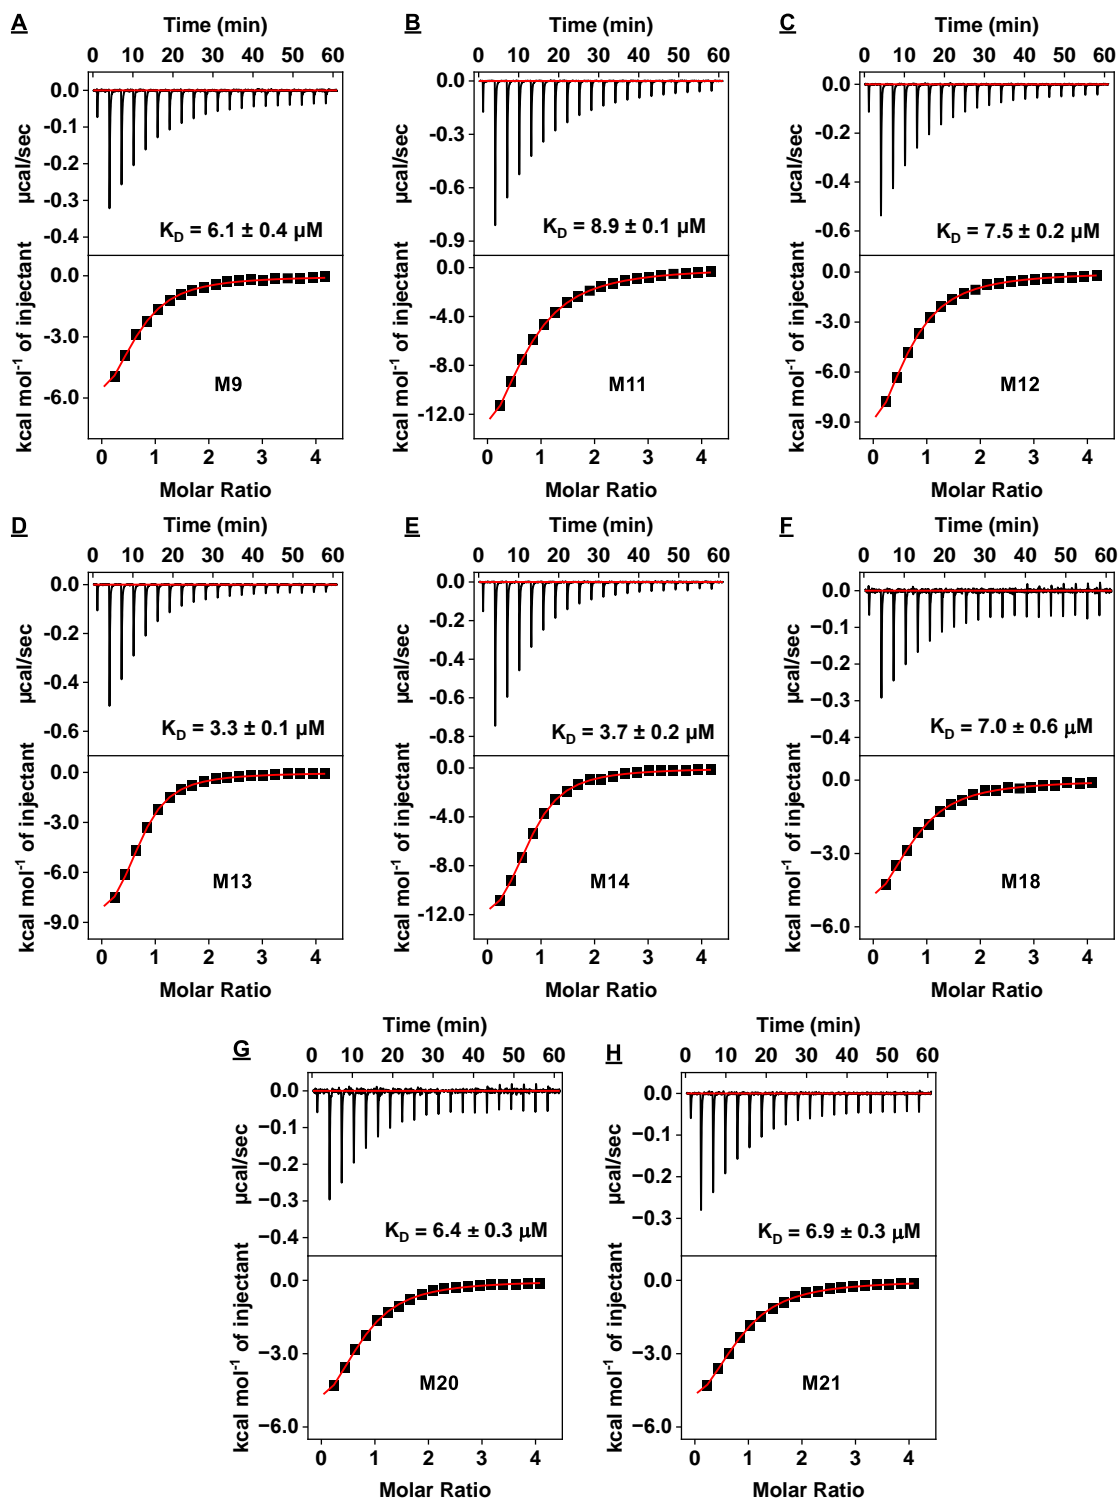 A
Time (min)
0 10 20 30 40 50 60
µcal/sec
0.0
-0.1
-0.2
-0.3
-0.4
K_D = 6.1 ± 0.4 µM
kcal mol⁻¹ of injectant
0.0
-3.0
-6.0
M9
0 1 2 3 4
Molar Ratio
B
Time (min)
0 10 20 30 40 50 60
µcal/sec
0.0
-0.3
-0.6
-0.9
K_D = 8.9 ± 0.1 µM
kcal mol⁻¹ of injectant
0.0
-4.0
-8.0
-12.0
M11
0 1 2 3 4
Molar Ratio
C
Time (min)
0 10 20 30 40 50 60
µcal/sec
0.0
-0.2
-0.4
-0.6
K_D = 7.5 ± 0.2 µM
kcal mol⁻¹ of injectant
0.0
-3.0
-6.0
-9.0
M12
0 1 2 3 4
Molar Ratio
D
Time (min)
0 10 20 30 40 50 60
µcal/sec
0.0
-0.2
-0.4
-0.6
K_D = 3.3 ± 0.1 µM
kcal mol⁻¹ of injectant
0.0
-3.0
-6.0
-9.0
M13
0 1 2 3 4
Molar Ratio
E
Time (min)
0 10 20 30 40 50 60
µcal/sec
0.0
-0.2
-0.4
-0.6
-0.8
K_D = 3.7 ± 0.2 µM
kcal mol⁻¹ of injectant
0.0
-4.0
-8.0
-12.0
M14
0 1 2 3 4
Molar Ratio
F
Time (min)
0 10 20 30 40 50 60
µcal/sec
0.0
−0.1
−0.2
−0.3
−0.4
K_D = 7.0 ± 0.6 µM
kcal mol⁻¹ of injectant
0.0
−3.0
−6.0
M18
0 1 2 3 4
Molar Ratio
G
Time (min)
0 10 20 30 40 50 60
µcal/sec
0.0
−0.1
−0.2
−0.3
−0.4
K_D = 6.4 ± 0.3 µM
kcal mol⁻¹ of injectant
0.0
−3.0
−6.0
M20
0 1 2 3 4
Molar Ratio
H
Time (min)
0 10 20 30 40 50 60
µcal/sec
0.0
−0.1
−0.2
−0.3
K_D = 6.9 ± 0.3 µM
kcal mol⁻¹ of injectant
0.0
−3.0
−6.0
M21
0 1 2 3 4
Molar Ratio